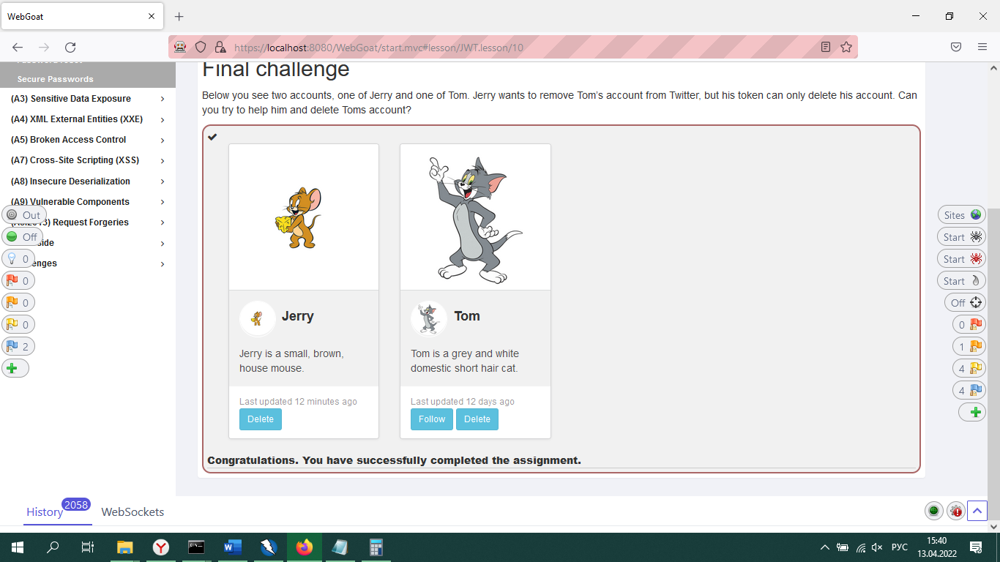 WebGoat
https://localhost:8080/WebGoat/start.mvc#lesson/JWT.lesson/10
Secure Passwords
(A3) Sensitive Data Exposure
(A4) XML External Entities (XXE)
(A5) Broken Access Control
(A7) Cross-Site Scripting (XSS)
(A8) Insecure Deserialization
(A9) Vulnerable Components
Request Forgeries
Out
Off
0
0
0
0
2
Final challenge
Below you see two accounts, one of Jerry and one of Tom. Jerry wants to remove Tom's account from Twitter, but his token can only delete his account. Can
you try to help him and delete Toms account?
Jerry
Jerry is a small, brown,
house mouse.
Last updated 12 minutes ago
Delete
Tom
Tom is a grey and white
domestic short hair cat.
Last updated 12 days ago
Follow Delete
Congratulations. You have successfully completed the assignment.
Sites
Start
Start
Start
Off
0
1
4
4
History 2058 WebSockets
РУС
15:40
13.04.2022